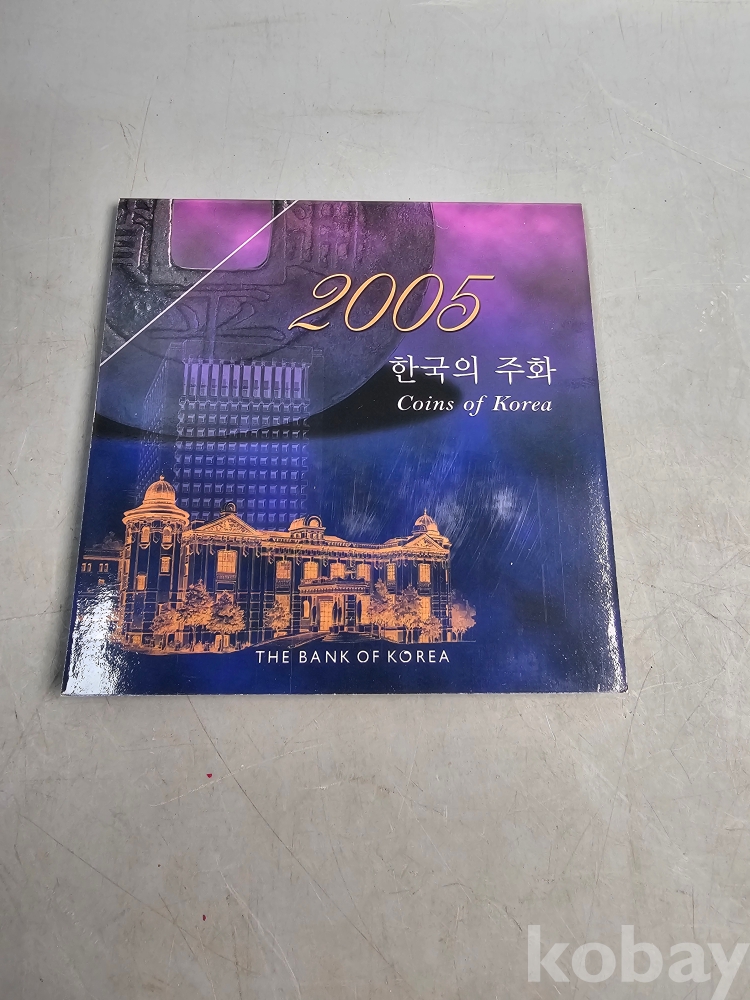 2005
한국의 주화
Coins of Korea
THE BANK OF KOREA
kobay